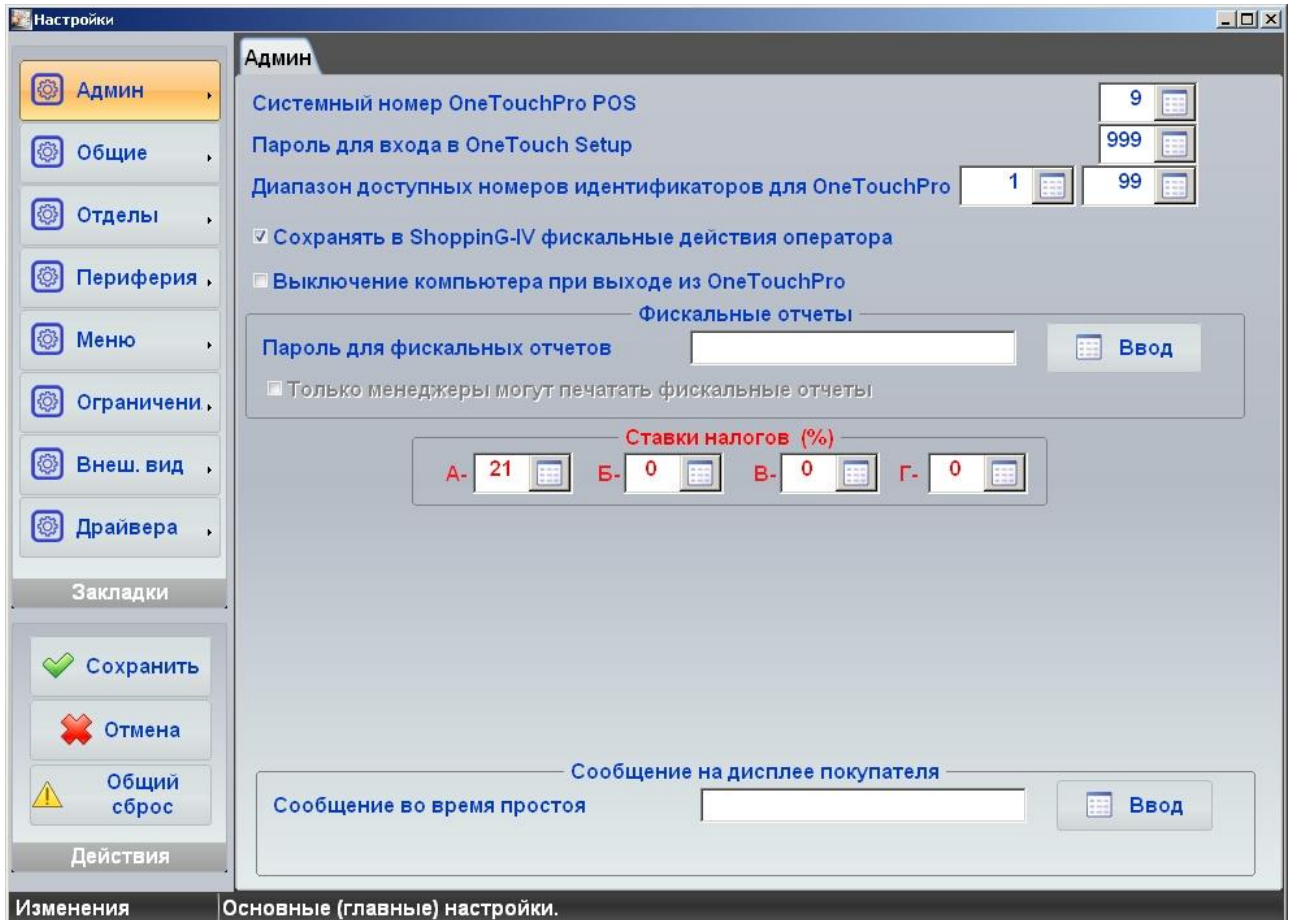 Настройки
Админ
Общие
Отделы
Периферия
Меню
Ограничени
Внеш. вид
Драйвера
Закладки
Сохранить
Отмена
Общий
сброс
Действия
Админ
Системный номер OneTouchPro POS 9
Пароль для входа в OneTouch Setup 999
Диапазон доступных номеров идентификаторов для OneTouchPro 1 99
Сохранять в ShoppinG-IV фискальные действия оператора
Выключение компьютера при выходе из OneTouchPro
Фискальные отчеты
Пароль для фискальных отчетов Ввод
Только менеджеры могут печатать фискальные отчеты
Ставки налогов (%)
А- 21 Б- 0 В- 0 Г- 0
Сообщение на дисплее покупателя
Сообщение во время простоя Ввод
Изменения Основные (главные) настройки.